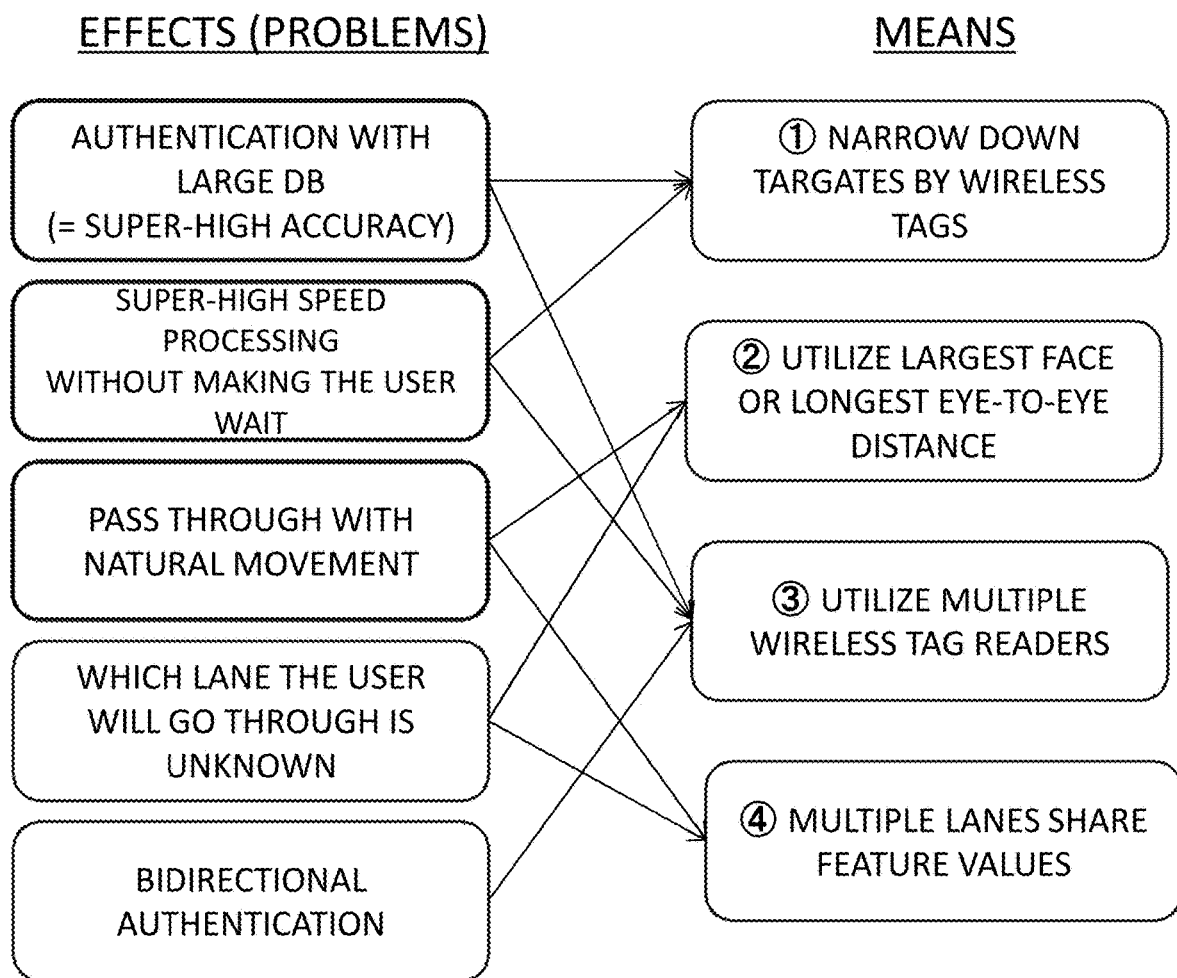 EFFECTS (PROBLEMS)
AUTHENTICATION WITH
LARGE DB
(= SUPER-HIGH ACCURACY)
SUPER-HIGH SPEED
PROCESSING
WITHOUT MAKING THE USER
WAIT
PASS THROUGH WITH
NATURAL MOVEMENT
WHICH LANE THE USER
WILL GO THROUGH IS
UNKNOWN
BIDIRECTIONAL
AUTHENTICATION
MEANS
① NARROW DOWN
TARGATES BY WIRELESS
TAGS
② UTILIZE LARGEST FACE
OR LONGEST EYE-TO-EYE
DISTANCE
③ UTILIZE MULTIPLE
WIRELESS TAG READERS
④ MULTIPLE LANES SHARE
FEATURE VALUES